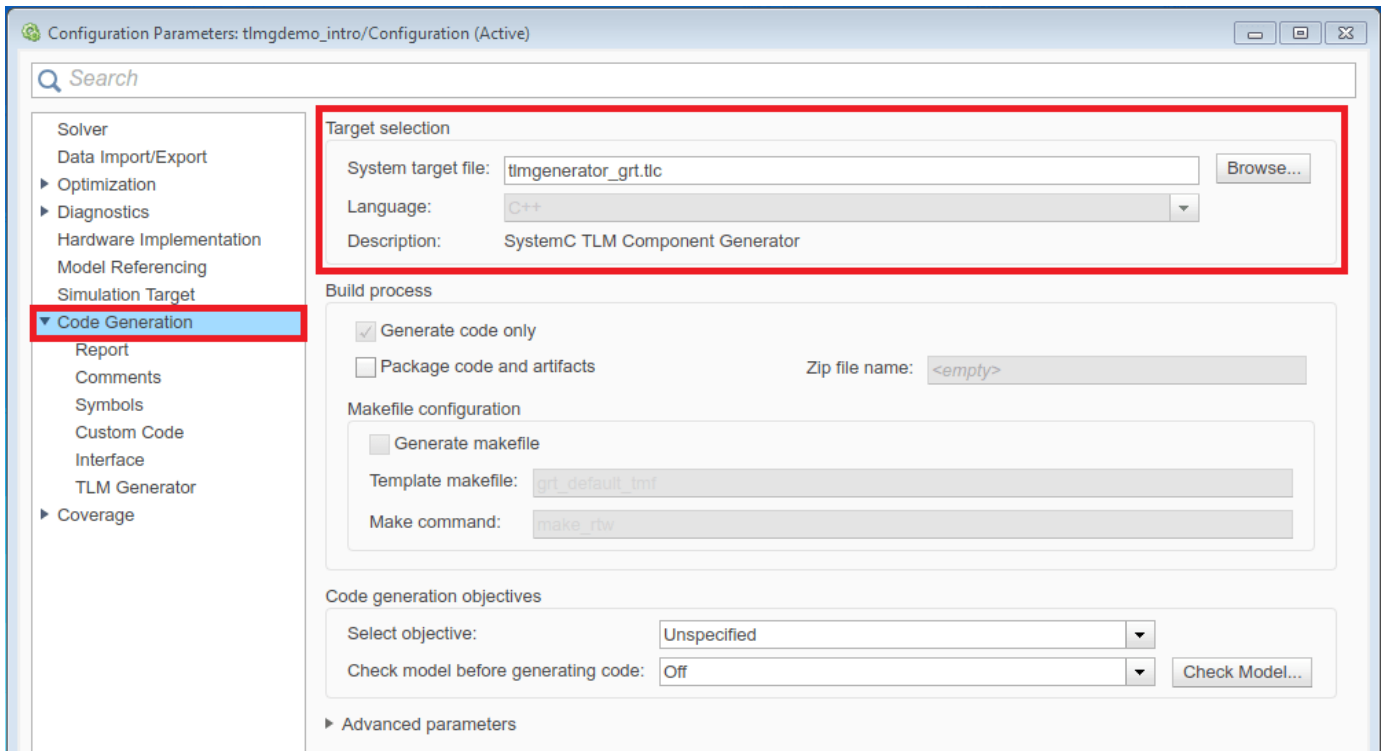 Configuration Parameters: tlmgdemo_intro/Configuration (Active)
Search
Solver
Data Import/Export
Optimization
Diagnostics
Hardware Implementation
Model Referencing
Simulation Target
Code Generation
Report
Comments
Symbols
Custom Code
Interface
TLM Generator
Coverage
Target selection
System target file: tlmgenerator_grt.tlc Browse...
Language: C++
Description: SystemC TLM Component Generator
Build process
Generate code only
Package code and artifacts Zip file name: <empty>
Makefile configuration
Generate makefile
Template makefile: grt_default_tmf
Make command: make_rtw
Code generation objectives
Select objective: Unspecified
Check model before generating code: Off Check Model...
Advanced parameters